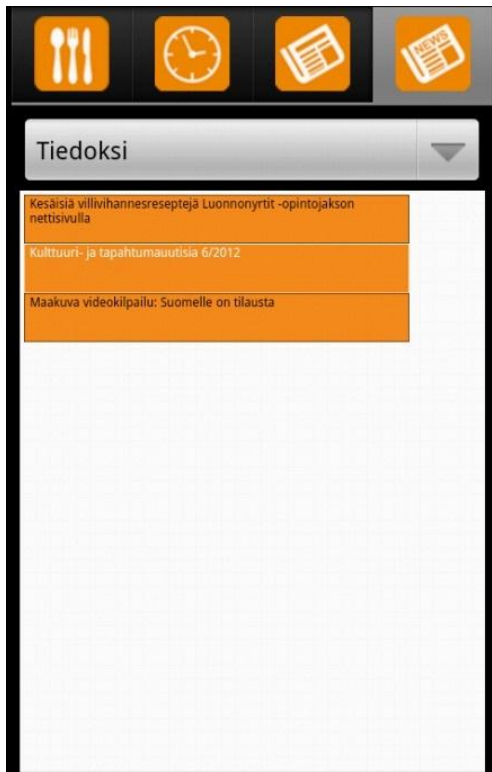 NEWS
Tiedoksi
Kesäisiä villivihannesreseptejä Luonnonyrtit -opintojakson
nettisivulla
Kulttuuri- ja tapahtumauutisia 6/2012
Maakuva videokilpailu: Suomelle on tilausta